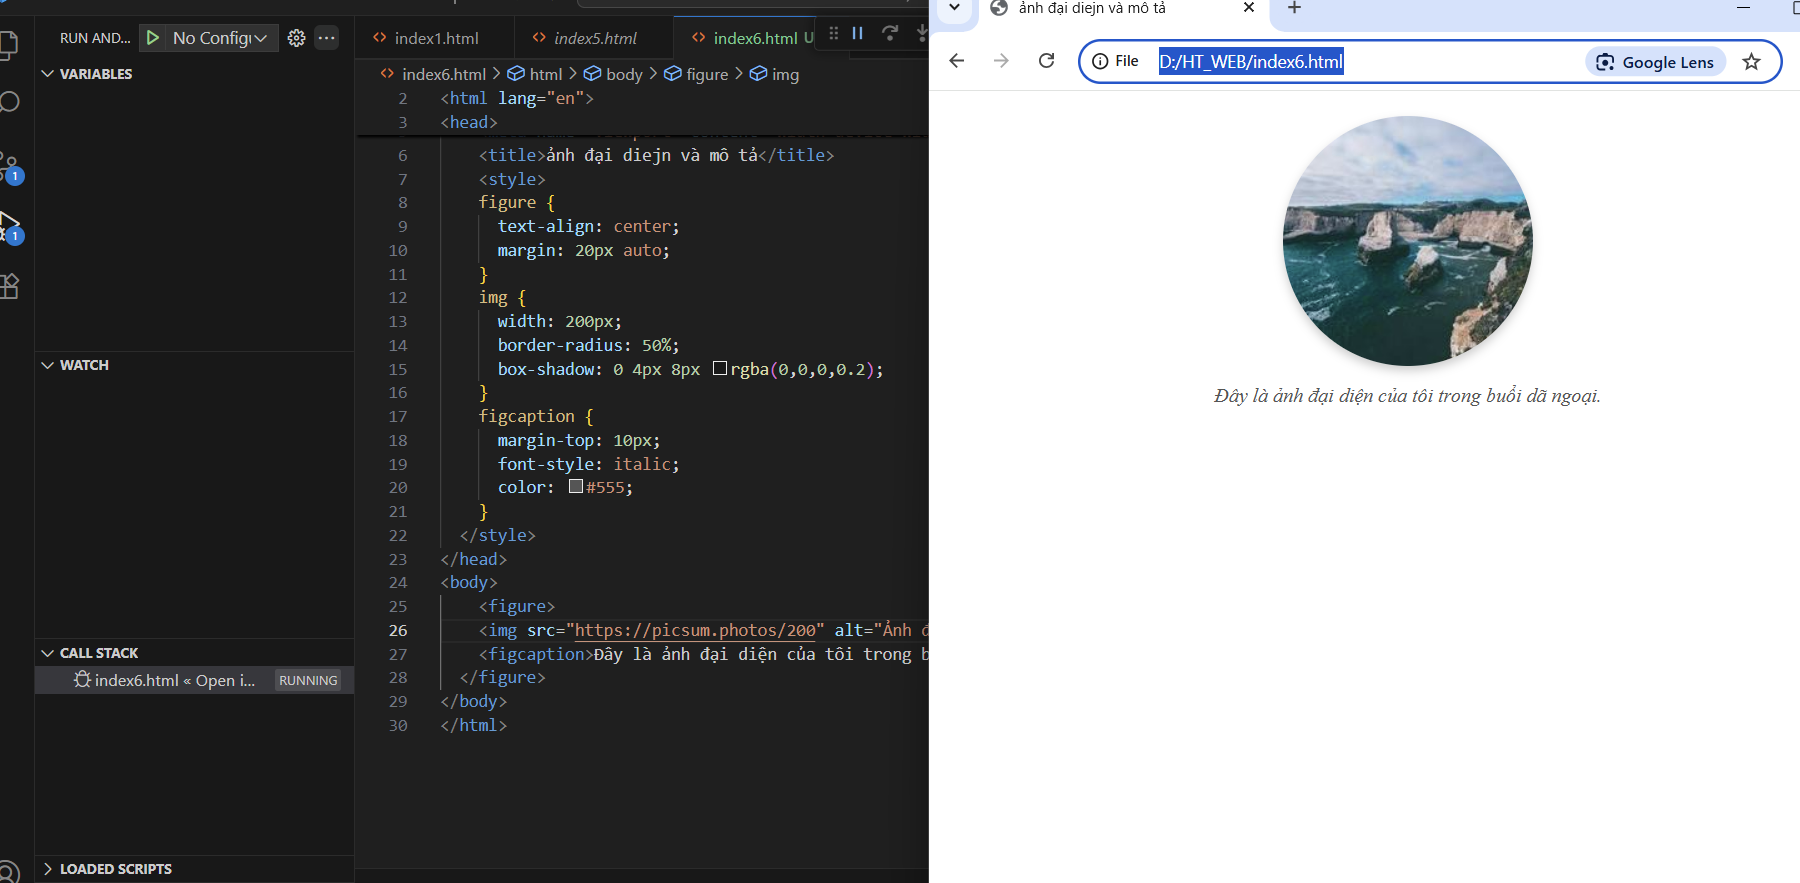 RUN AND...
No Config
VARIABLES
WATCH
CALL STACK
index6.html « Open i...
RUNNING
LOADED SCRIPTS
1
1
index1.html
index5.html
index6.html U
index6.html > html > body > figure > img
2 <html lang="en">
3 <head>
6 <title>ảnh đại diejn và mô tả</title>
7 <style>
8 figure {
9 text-align: center;
10 margin: 20px auto;
11 }
12 img {
13 width: 200px;
14 border-radius: 50%;
15 box-shadow: 0 4px 8px rgba(0,0,0,0.2);
16 }
17 figcaption {
18 margin-top: 10px;
19 font-style: italic;
20 color: #555;
21 }
22 </style>
23 </head>
24 <body>
25 <figure>
26 <img src="https://picsum.photos/200" alt="Ảnh đ
27 <figcaption>Đây là ảnh đại diện của tôi trong b
28 </figure>
29 </body>
30 </html>
ảnh đại diejn và mô tả
File
D:/HT_WEB/index6.html
Google Lens
Đây là ảnh đại diện của tôi trong buổi dã ngoại.